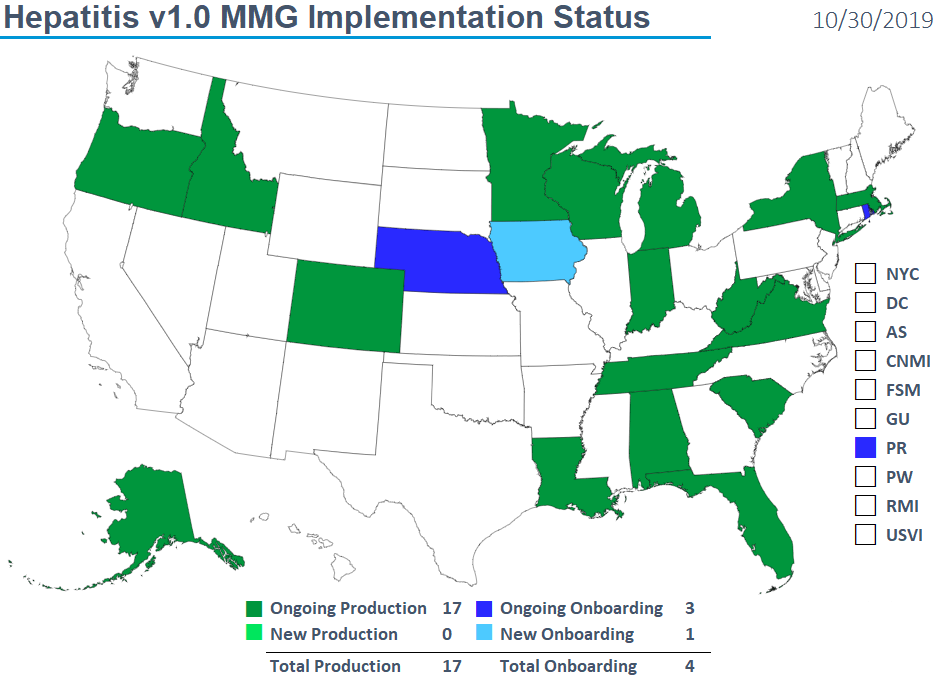 Hepatitis v1.0 MMG Implementation Status
10/30/2019
NYC
DC
AS
CNMI
FSM
GU
PR
PW
RMI
USVI
Ongoing Production 17 Ongoing Onboarding 3
New Production 0 New Onboarding 1
Total Production 17 Total Onboarding 4